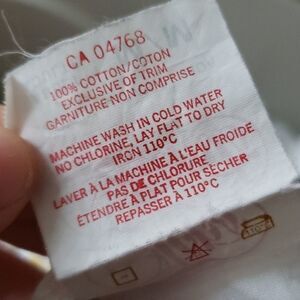 CA 04768
100% COTTON/COTON
EXCLUSIVE OF TRIM
GARNITURE NON COMPRISE
MACHINE WASH IN COLD WATER
NO CHLORINE, LAY FLAT TO DRY
IRON 110°C
LAVER À LA MACHINE À L'EAU FROIDE
PAS DE CHLORURE
ÉTENDRE À PLAT POUR SÉCHER
REPASSER À 110°C